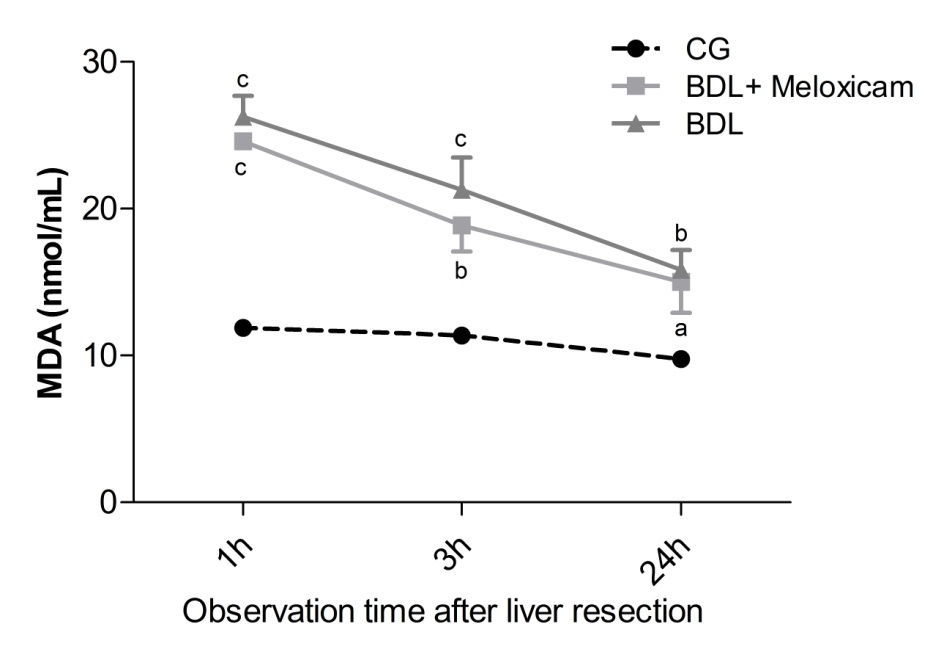 CG
BDL+ Meloxicam
BDL
30
20
10
0
MDA (nmol/mL)
c
c
c
b
b
a
1h
3h
24h
Observation time after liver resection